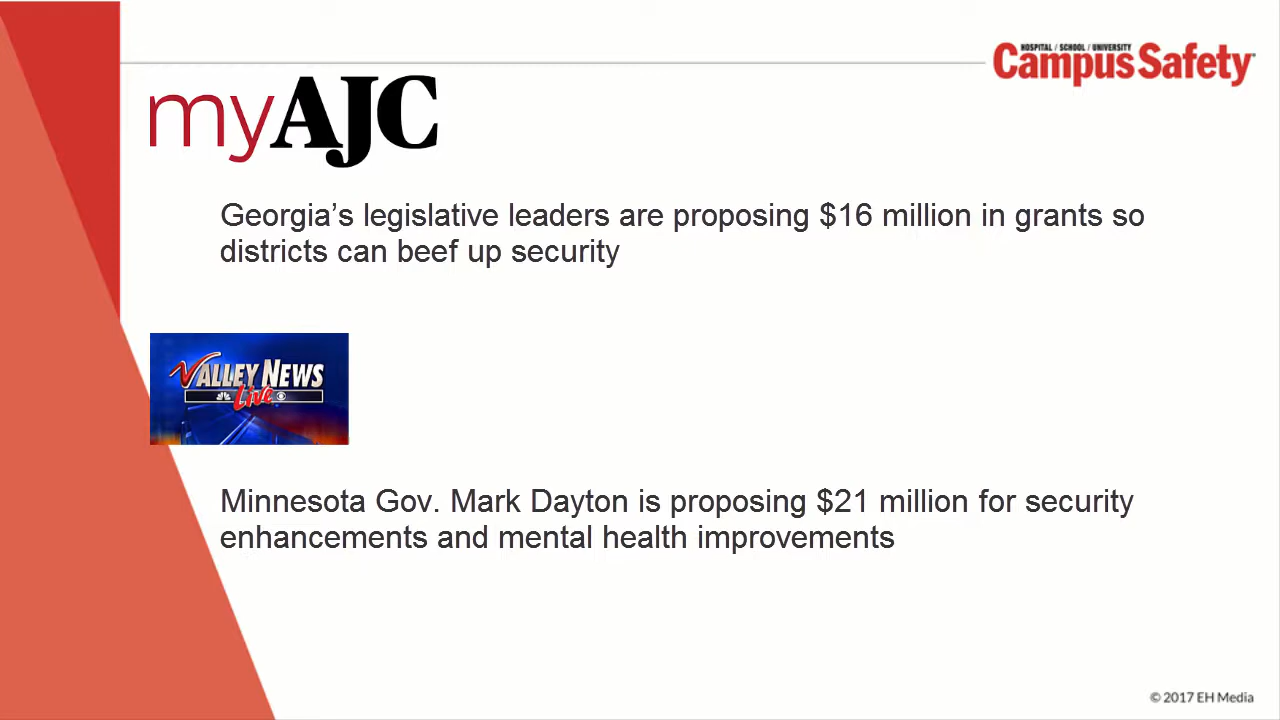 HOSPITAL / SCHOOL / UNIVERSITY
Campus Safety
myAJC
Georgia’s legislative leaders are proposing $16 million in grants so
districts can beef up security
VALLEY NEWS
Live
Minnesota Gov. Mark Dayton is proposing $21 million for security
enhancements and mental health improvements
© 2017 EH Media